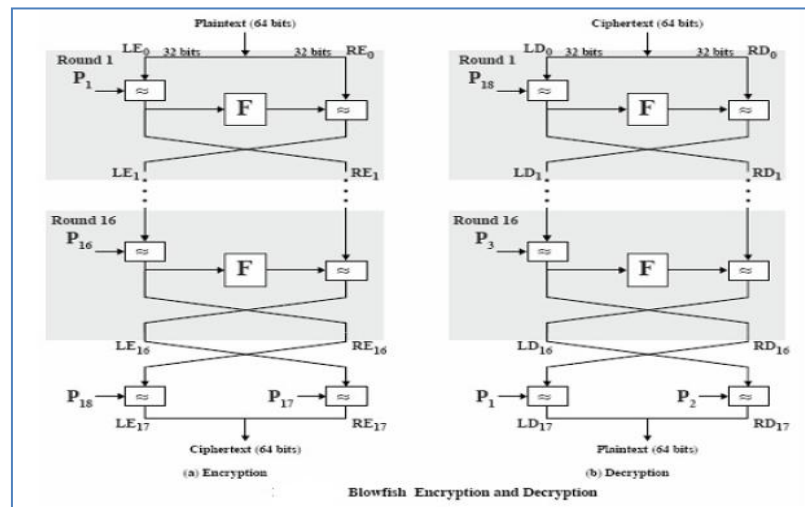 Plaintext (64 bits)
LE0 32 bits 32 bits RE0
Round 1
P1
≈
F
≈
LE1 RE1
Round 16
P16
≈
F
≈
LE16 RE16
P18 ≈ P17 ≈
LE17 RE17
Ciphertext (64 bits)
(a) Encryption
Ciphertext (64 bits)
LD0 32 bits 32 bits RD0
Round 1
P18
≈
F
≈
LD1 RD1
Round 16
P3
≈
F
≈
LD16 RD16
P1 ≈ P2 ≈
LD17 RD17
Plaintext (64 bits)
(b) Decryption
Blowfish Encryption and Decryption